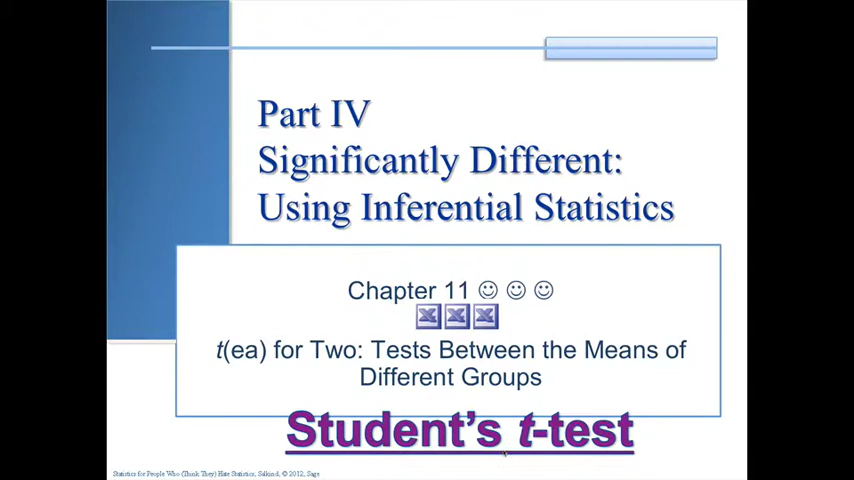 Part IV
Significantly Different:
Using Inferential Statistics
Chapter 11 ☺ ☺ ☺
t(ea) for Two: Tests Between the Means of
Different Groups
Student's t-test
Statistics for People Who (Think They) Hate Statistics, Salkind, © 2012, Sage